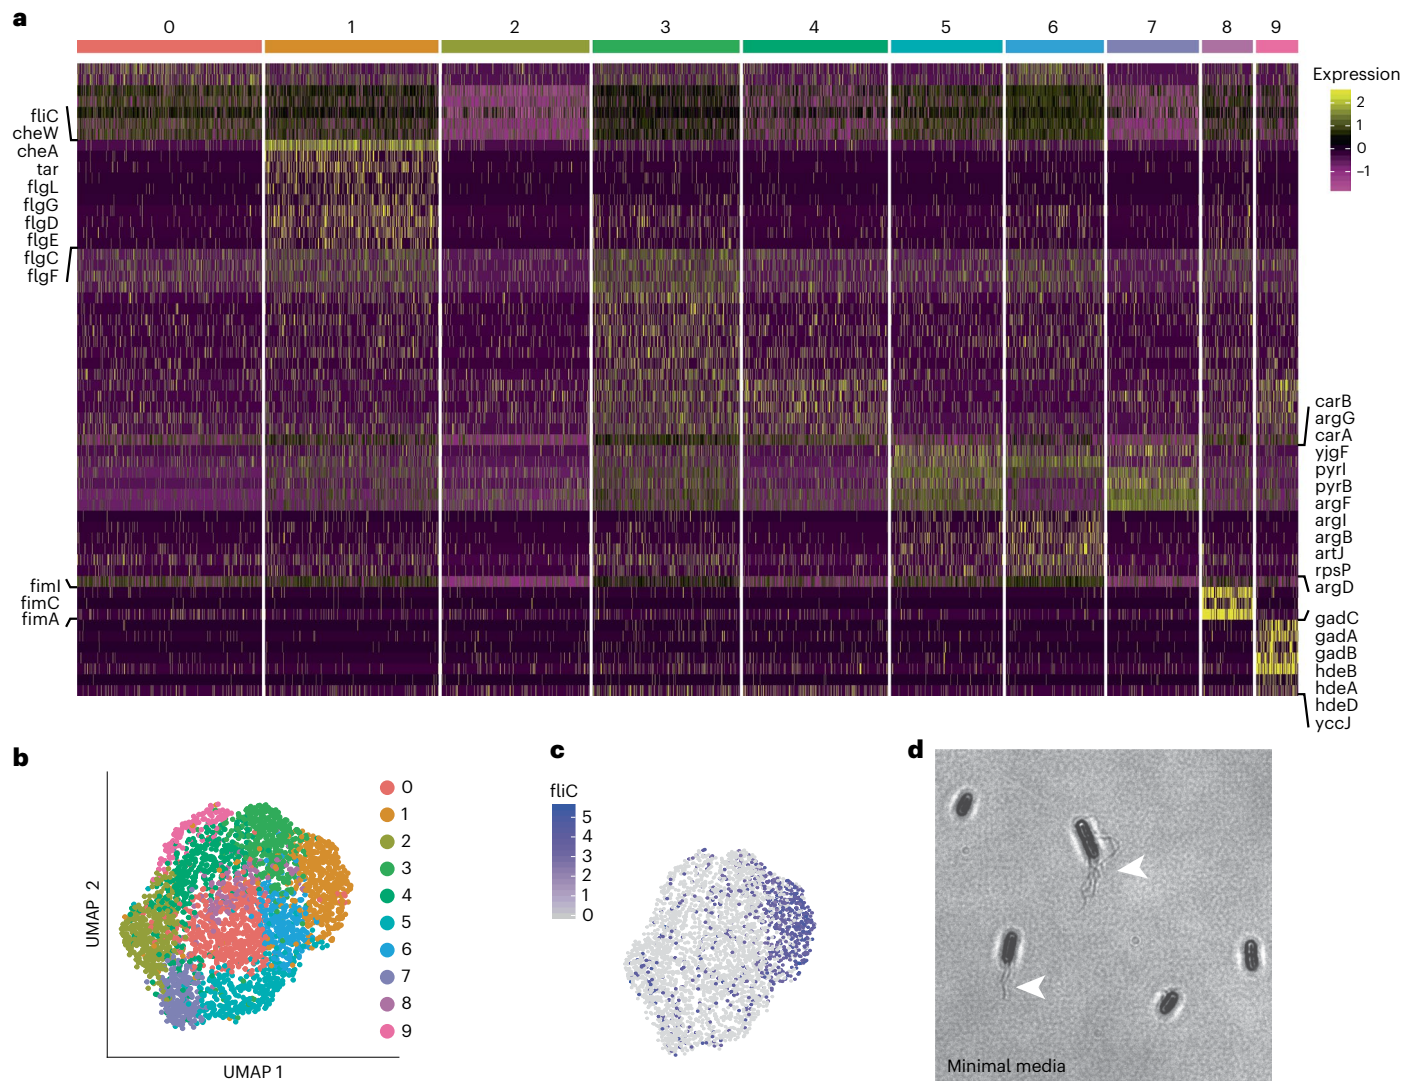 a
0 1 2 3 4 5 6 7 8 9
Expression
2
1
0
−1
fliC
cheW
cheA
tar
flgL
flgG
flgD
flgE
flgC
flgF
carB
argG
carA
yjgF
pyrI
pyrB
argF
argI
argB
artJ
rpsP
argD
fimI
fimC
fimA
gadC
gadA
gadB
hdeB
hdeA
hdeD
yccJ
b
UMAP 2
UMAP 1
0
1
2
3
4
5
6
7
8
9
c
fliC
5
4
3
2
1
0
d
Minimal media